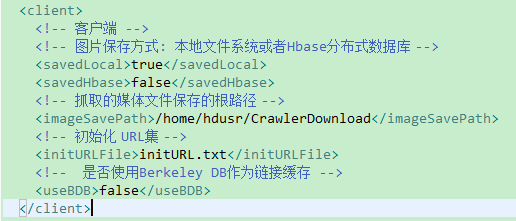 <client>
<!-- 客户端 -->
<!-- 图片保存方式: 本地文件系统或者Hbase分布式数据库 -->
<savedLocal>true</savedLocal>
<savedHbase>false</savedHbase>
<!-- 抓取的媒体文件保存的根路径 -->
<imageSavePath>/home/hdusr/CrawlerDownload</imageSavePath>
<!-- 初始化 URL集 -->
<initURLFile>initURL.txt</initURLFile>
<!-- 是否使用Berkeley DB作为链接缓存 -->
<useBDB>false</useBDB>
</client>